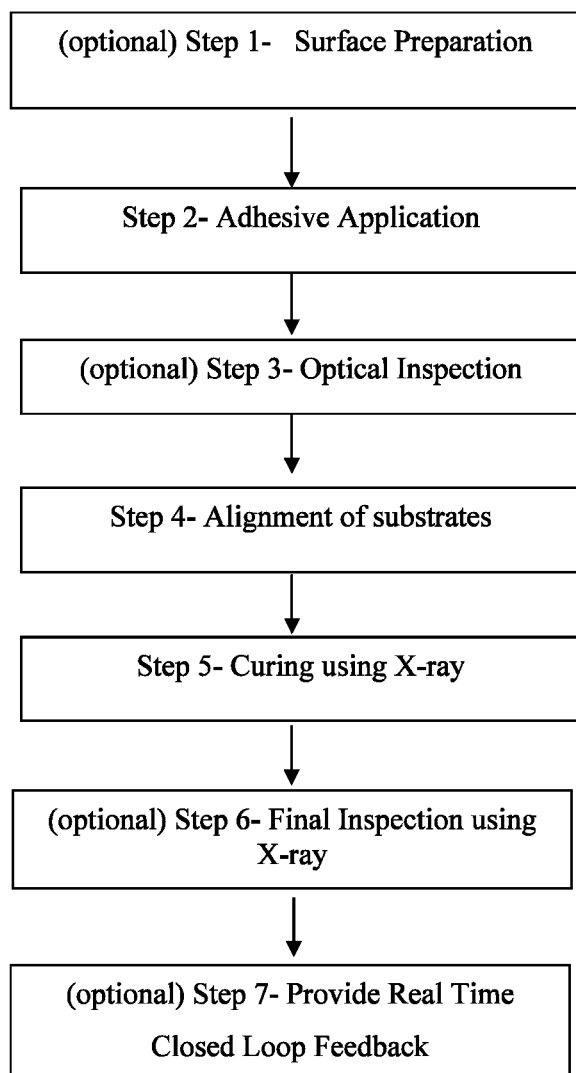 (optional) Step 1- Surface Preparation
Step 2- Adhesive Application
(optional) Step 3- Optical Inspection
Step 4- Alignment of substrates
Step 5- Curing using X-ray
(optional) Step 6- Final Inspection using
X-ray
(optional) Step 7- Provide Real Time
Closed Loop Feedback